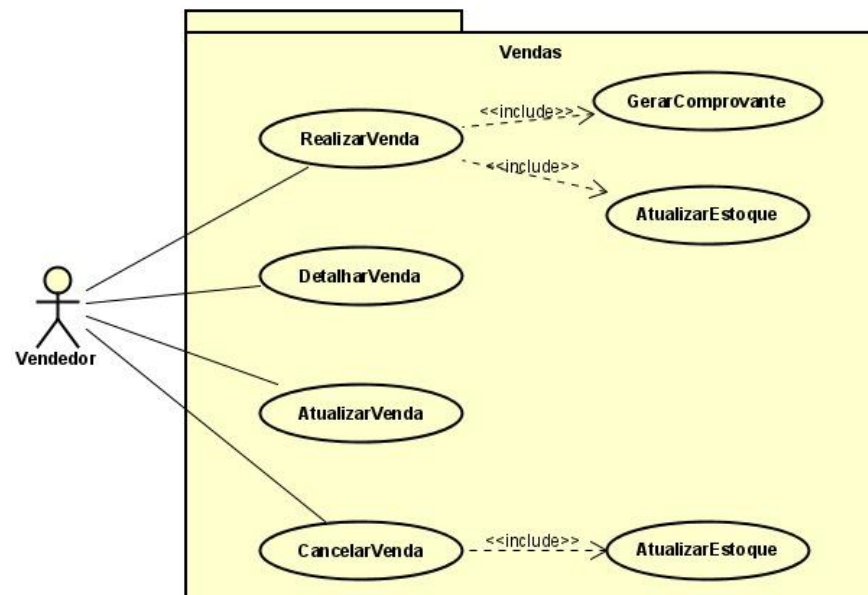 Vendas
<<include>>
GerarComprovante
RealizarVenda
<<include>>
AtualizarEstoque
DetalharVenda
Vendedor
AtualizarVenda
CancelarVenda
<<include>>
AtualizarEstoque